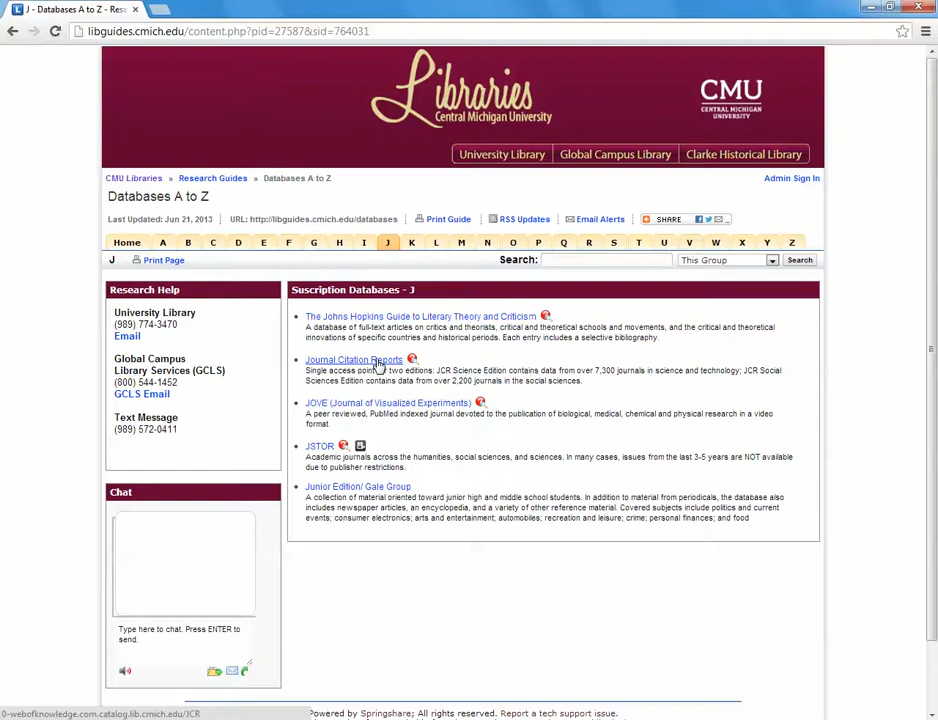 J - Databases A to Z - Rese
libguides.cmich.edu/content.php?pid=27587&sid=764031
Libraries
Central Michigan University
CMU
CENTRAL MICHIGAN
UNIVERSITY
University Library
Global Campus Library
Clarke Historical Library
CMU Libraries » Research Guides » Databases A to Z
Admin Sign In
Databases A to Z
Last Updated: Jun 21, 2013
URL: http://libguides.cmich.edu/databases
Print Guide
RSS Updates
Email Alerts
SHARE
Home A B C D E F G H I J K L M N O P Q R S T U V W X Y Z
J Print Page
Search:
This Group
Search
Research Help
University Library
(989) 774-3470
Email
Global Campus
Library Services (GCLS)
(800) 544-1452
GCLS Email
Text Message
(989) 572-0411
Chat
Type here to chat. Press ENTER to
send.
Suscription Databases - J
The Johns Hopkins Guide to Literary Theory and Criticism
A database of full-text articles on critics and theorists, critical and theoretical schools and movements, and the critical and theoretical
innovations of specific countries and historical periods. Each entry includes a selective bibliography.
Journal Citation Reports
Single access point two editions: JCR Science Edition contains data from over 7,300 journals in science and technology; JCR Social
Sciences Edition contains data from over 2,200 journals in the social sciences.
JOVE (Journal of Visualized Experiments)
A peer reviewed, PubMed indexed journal devoted to the publication of biological, medical, chemical and physical research in a video
format.
JSTOR
Academic journals across the humanities, social sciences, and sciences. In many cases, issues from the last 3-5 years are NOT available
due to publisher restrictions.
Junior Edition/ Gale Group
A collection of material oriented toward junior high and middle school students. In addition to material from periodicals, the database also
includes newspaper articles, an encyclopedia, and a variety of other reference material. Covered subjects include politics and current
events; consumer electronics; arts and entertainment; automobiles; recreation and leisure; crime; personal finances; and food
Powered by Springshare; All rights reserved. Report a tech support issue.
0-webofknowledge.com.catalog.lib.cmich.edu/JCR